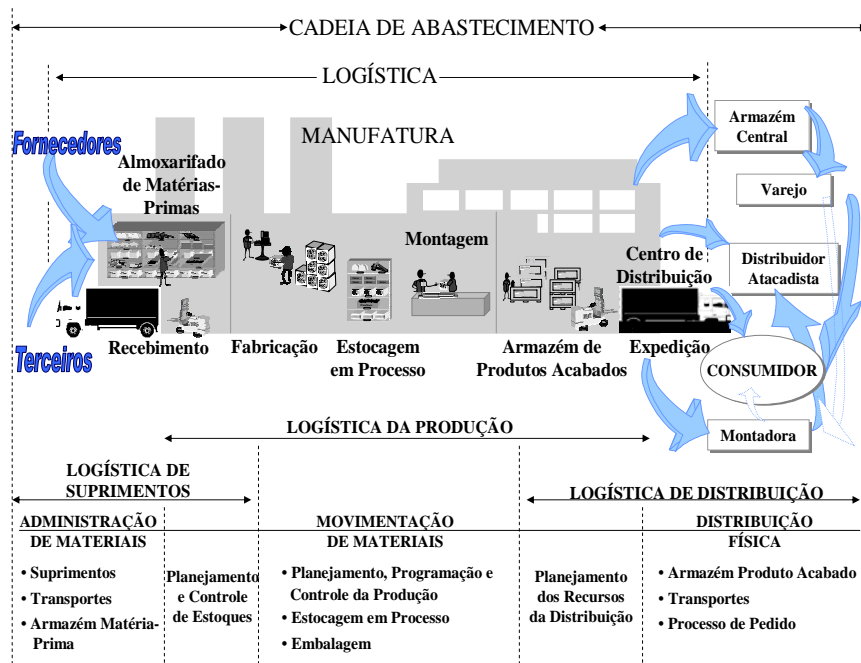 CADEIA DE ABASTECIMENTO
LOGÍSTICA
MANUFATURA
Fornecedores
Almoxarifado
de Matérias-
Primas
Armazém
Central
Varejo
Montagem
Centro de
Distribuição
Distribuidor
Atacadista
Terceiros
Recebimento
Fabricação
Estocagem
em Processo
Armazém de
Produtos Acabados
Expedição
CONSUMIDOR
Montadora
LOGÍSTICA DA PRODUÇÃO
LOGÍSTICA DE
SUPRIMENTOS
LOGÍSTICA DE DISTRIBUIÇÃO
ADMINISTRAÇÃO
DE MATERIAIS
MOVIMENTAÇÃO
DE MATERIAIS
DISTRIBUIÇÃO
FÍSICA
• Suprimentos
• Transportes
• Armazém Matéria-
Prima
Planejamento
e Controle
de Estoques
• Planejamento, Programação e
Controle da Produção
• Estocagem em Processo
• Embalagem
Planejamento
dos Recursos
da Distribuição
• Armazém Produto Acabado
• Transportes
• Processo de Pedido